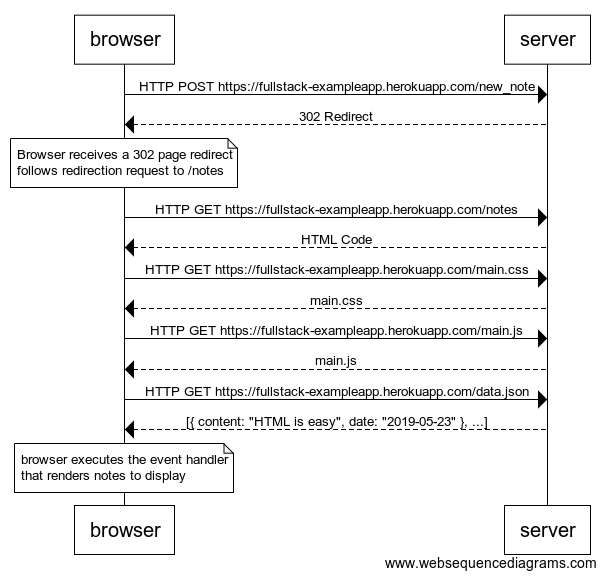 browser
server
HTTP POST https://fullstack-exampleapp.herokuapp.com/new_note
302 Redirect
Browser receives a 302 page redirect
follows redirection request to /notes
HTTP GET https://fullstack-exampleapp.herokuapp.com/notes
HTML Code
HTTP GET https://fullstack-exampleapp.herokuapp.com/main.css
main.css
HTTP GET https://fullstack-exampleapp.herokuapp.com/main.js
main.js
HTTP GET https://fullstack-exampleapp.herokuapp.com/data.json
[{ content: "HTML is easy", date: "2019-05-23" }, ...]
browser executes the event handler
that renders notes to display
browser
server
www.websequencediagrams.com